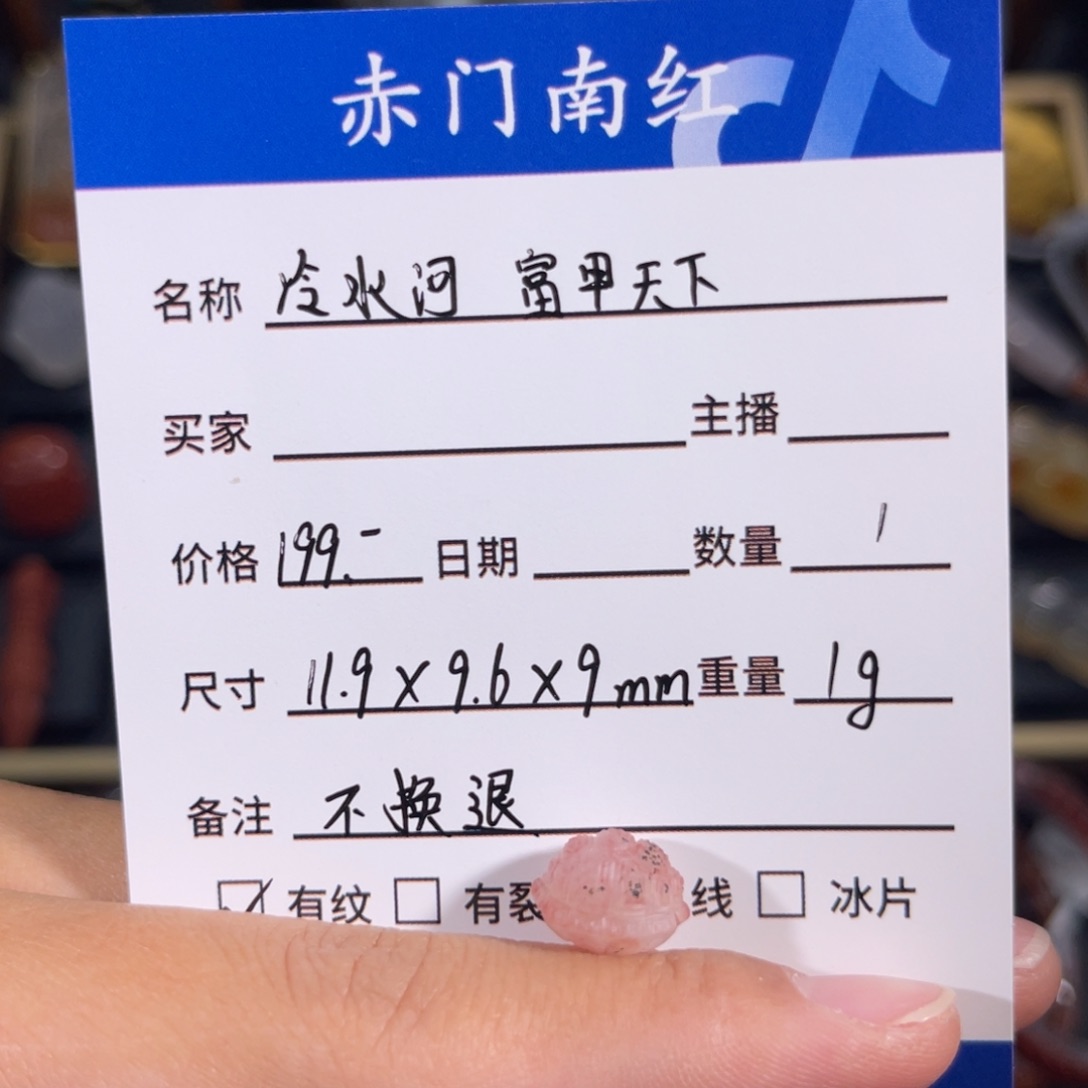 赤门南红
名称 冷水河 富甲天下
买家 主播
价格 199.- 日期 数量 1
尺寸 11.9×9.6×9mm 重量 1g
备注 不换退
有纹 有裂 线 冰片